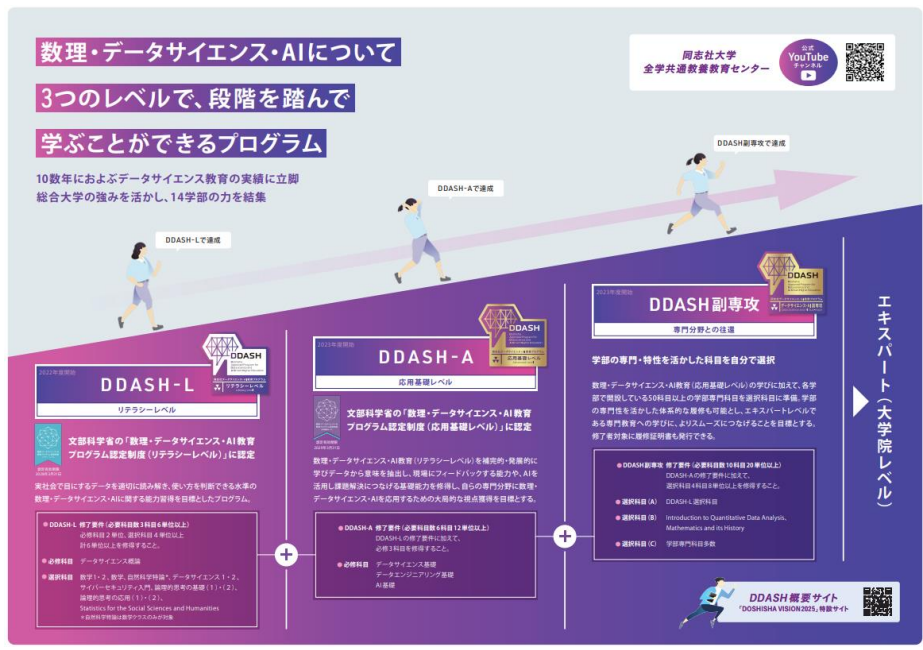 数理・データサイエンス・AIについて
3つのレベルで、段階を踏んで
学ぶことができるプログラム
10数年におよぶデータサイエンス教育の実績に立脚
総合大学の強みを活かし、14学部の力を結集
同志社大学
全学共通教養教育センター
公式
YouTube
チャンネル
DDASH-Lで達成
DDASH-Aで達成
DDASH副専攻で達成
2022年度開始
DDASH-L
リテラシーレベル
DDASH
リテラシーレベル
文部科学省の「数理・データサイエンス・AI教育
プログラム認定制度(リテラシーレベル)」に認定
実社会で目にするデータを適切に読み解き、使い方を判断できる水準の
数理・データサイエンス・AIに関する能力習得を目標としたプログラム。
●DDASH-L 修了要件(必要科目数3科目6単位以上)
必修科目2単位、選択科目4単位以上
計6単位以上を修得すること。
●必修科目 データサイエンス概論
●選択科目 数学1・2、数学、自然科学特論*、データサイエンス1・2、
サイバーセキュリティ入門、論理的思考の基礎(1)・(2)、
論理的思考の応用(1)・(2)、
Statistics for the Social Sciences and Humanities
*自然科学特論は数学クラスのみが対象
+
2023年度開始
DDASH-A
応用基礎レベル
DDASH
応用基礎レベル
文部科学省の「数理・データサイエンス・AI教育
プログラム認定制度(応用基礎レベル)」に認定
数理・データサイエンス・AI教育(リテラシーレベル)を補完的・発展的に
学びデータから意味を抽出し、現場にフィードバックする能力や、AIを
活用し課題解決につなげる基礎能力を修得し、自らの専門分野に数理・
データサイエンス・AIを応用するための大局的な視点獲得を目標とする。
●DDASH-A 修了要件(必要科目数6科目12単位以上)
DDASH-Lの修了要件に加えて、
必修3科目を修得すること。
●必修科目 データサイエンス基礎
データエンジニアリング基礎
AI基礎
+
2023年度開始
DDASH副専攻
専門分野との往還
DDASH
学部の専門・特性を活かした科目を自分で選択
数理・データサイエンス・AI教育(応用基礎レベル)の学びに加えて、各学
部で開設している50科目以上の学部専門科目を選択科目に準備。学部
の専門性を活かした体系的な履修も可能とし、エキスパートレベルで
ある専門教育への学びに、よりスムーズにつなげることを目標とする。
修了者対象に履修証明書も発行できる。
●DDASH副専攻 修了要件(必要科目数10科目20単位以上)
DDASH-Aの修了要件に加えて、
選択科目4科目8単位以上を修得すること。
●選択科目(A) DDASH-L選択科目
●選択科目(B) Introduction to Quantitative Data Analysis,
Mathematics and its History
●選択科目(C) 学部専門科目多数
エキスパート(大学院レベル)
DDASH概要サイト
「DOSHISHA VISION2025」特設サイト